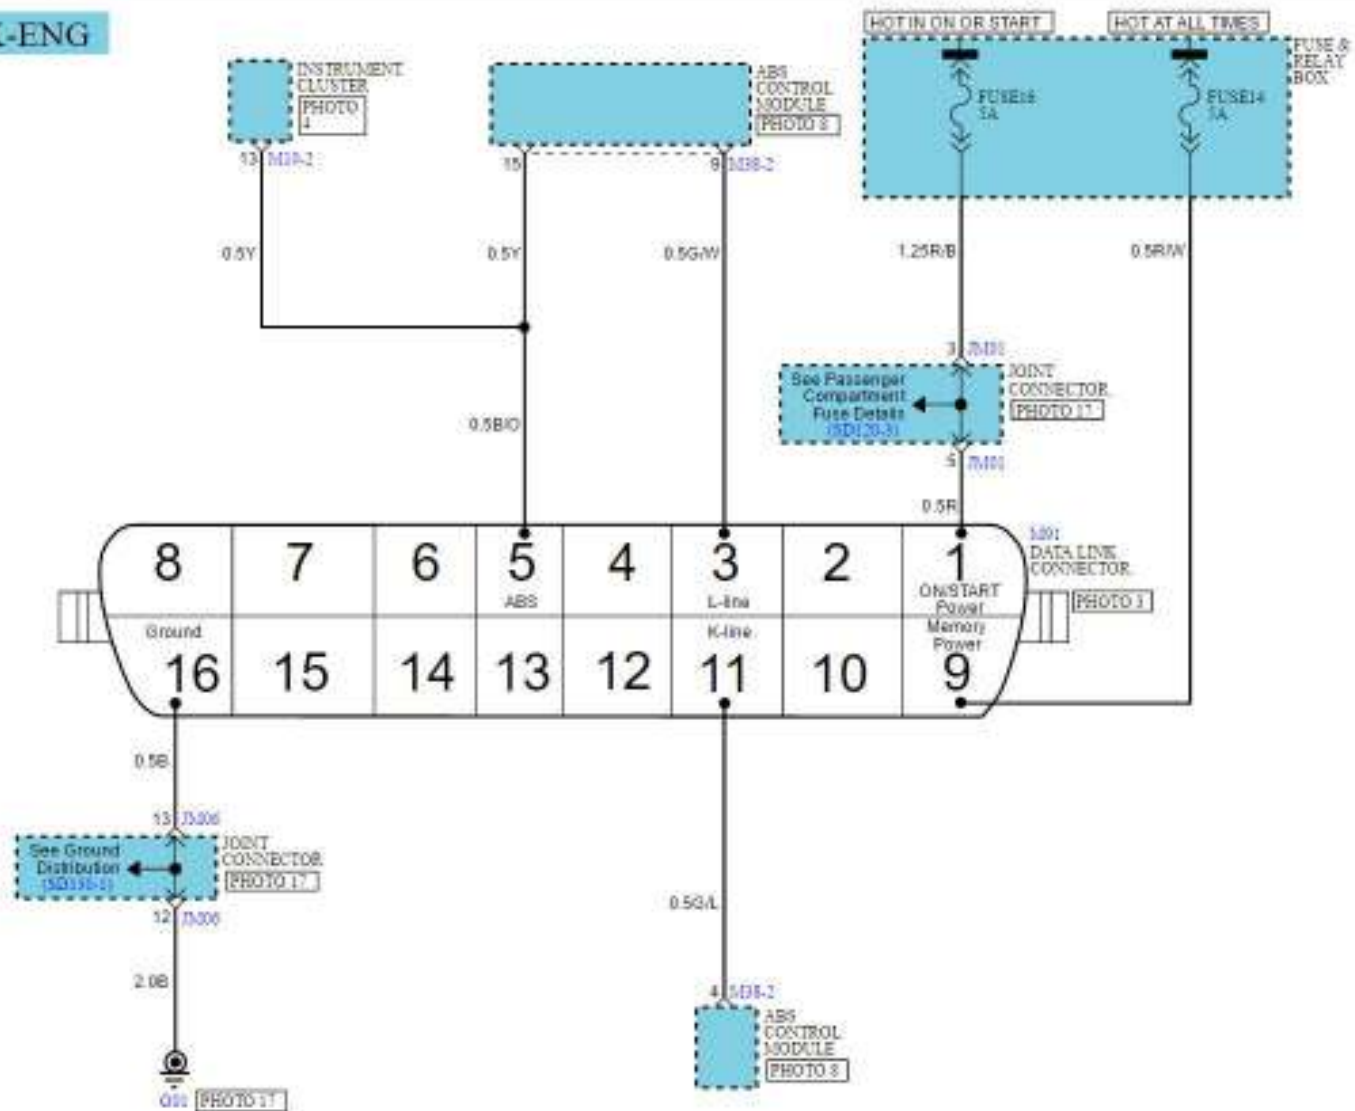 -ENG
HOT IN ON OR START
HOT AT ALL TIMES
INSTRUMENT
CLUSTER
PHOTO
4
ABS
CONTROL
MODULE
PHOTO 8
FUSE &
RELAY
BOX
FUSE16
5A
FUSE14
5A
13
15
9 M38-2
0.5Y
0.5Y
0.5G/W
1.25R/B
0.5R/W
3 JM01
See Passenger
Compartment
Fuse Details
(SD120-3)
JOINT
CONNECTOR
PHOTO 17
5 JM01
0.5B/O
0.5R
8
7
6
5
ABS
4
3
L-line
2
1
ON/START
Power
M01
DATA LINK
CONNECTOR
PHOTO 3
Ground
16
15
14
13
12
K-line
11
10
Memory
Power
9
0.5B
13 JM06
See Ground
Distribution
JOINT
CONNECTOR
PHOTO 17
12 JM06
2.0B
0.5G/L
4 M38-2
ABS
CONTROL
MODULE
PHOTO 8
G01
PHOTO 17